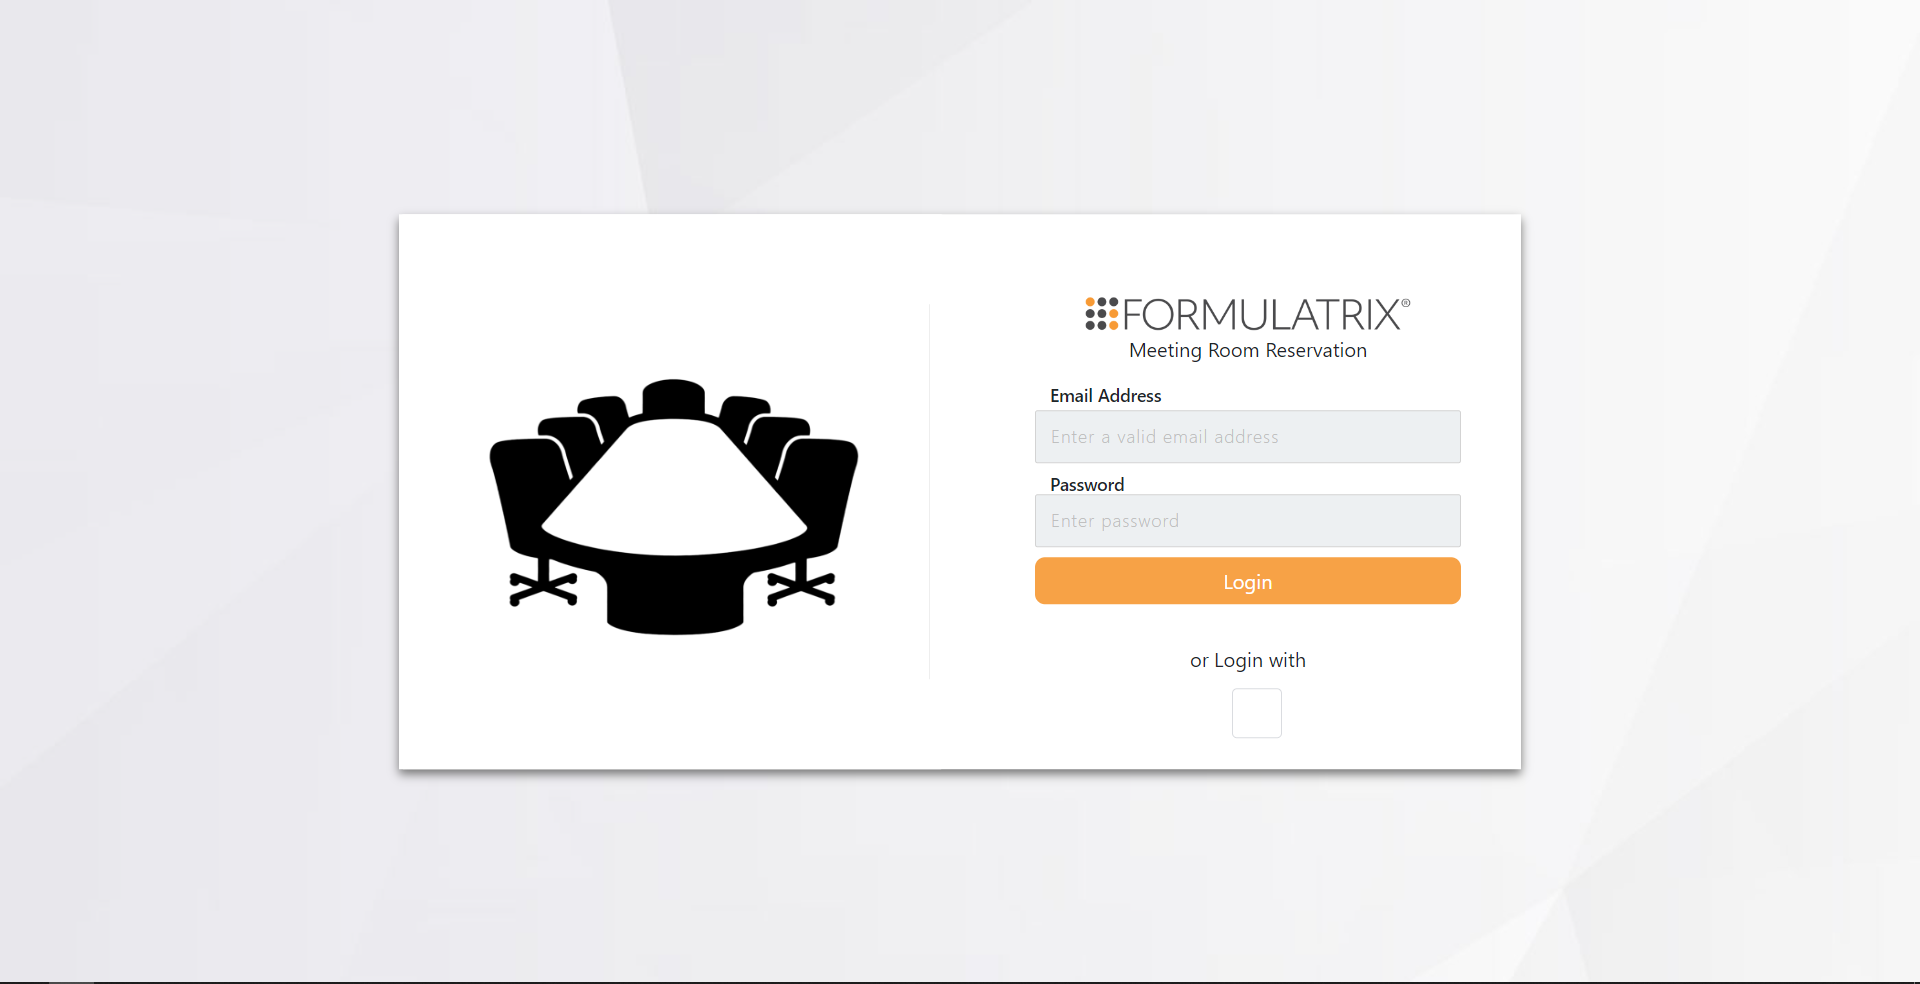 FORMULATRIX®
Meeting Room Reservation
Email Address
Enter a valid email address
Password
Enter password
Login
or Login with